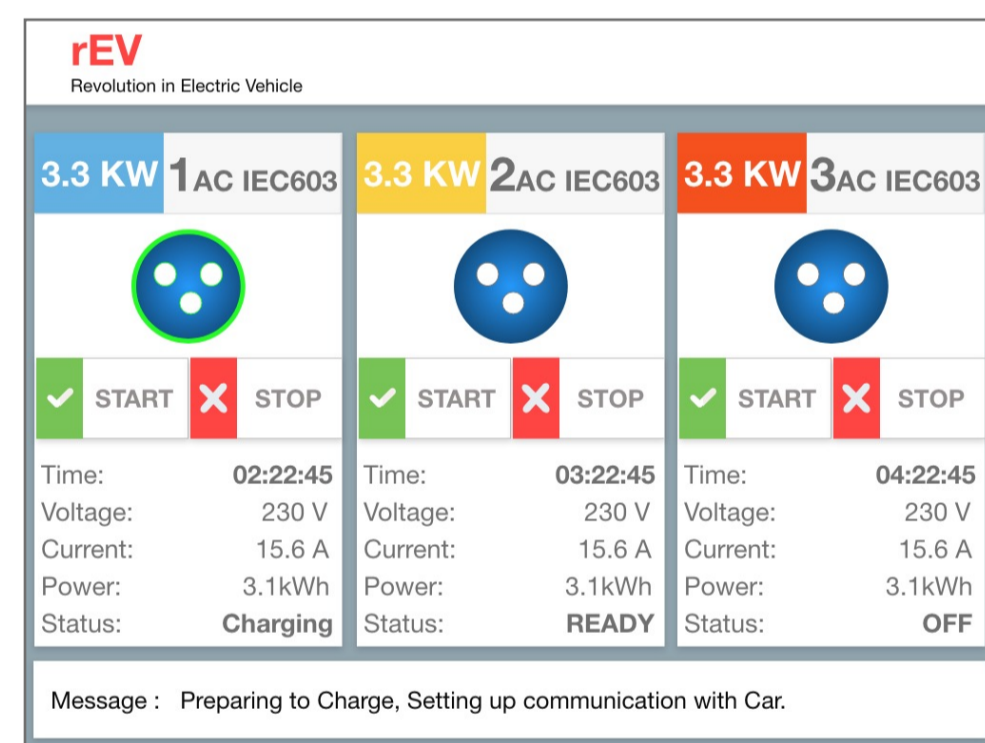 rEV
Revolution in Electric Vehicle
3.3 KW 1AC IEC603 3.3 KW 2AC IEC603 3.3 KW 3AC IEC603
START STOP START STOP START STOP
Time: 02:22:45 Time: 03:22:45 Time: 04:22:45
Voltage: 230 V Voltage: 230 V Voltage: 230 V
Current: 15.6 A Current: 15.6 A Current: 15.6 A
Power: 3.1kWh Power: 3.1kWh Power: 3.1kWh
Status: Charging Status: READY Status: OFF
Message : Preparing to Charge, Setting up communication with Car.